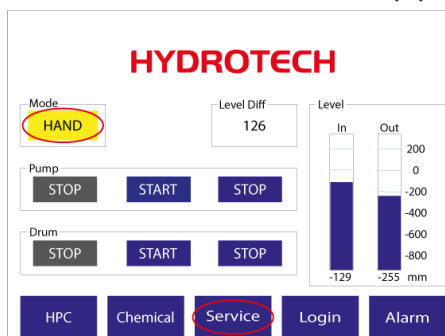 HYDROTECH
Mode
HAND
Level Diff
126
Level
In Out
200
0
-200
-400
-600
-800
-129 -255 mm
Pump
STOP START STOP
Drum
STOP START STOP
HPC Chemical Service Login Alarm